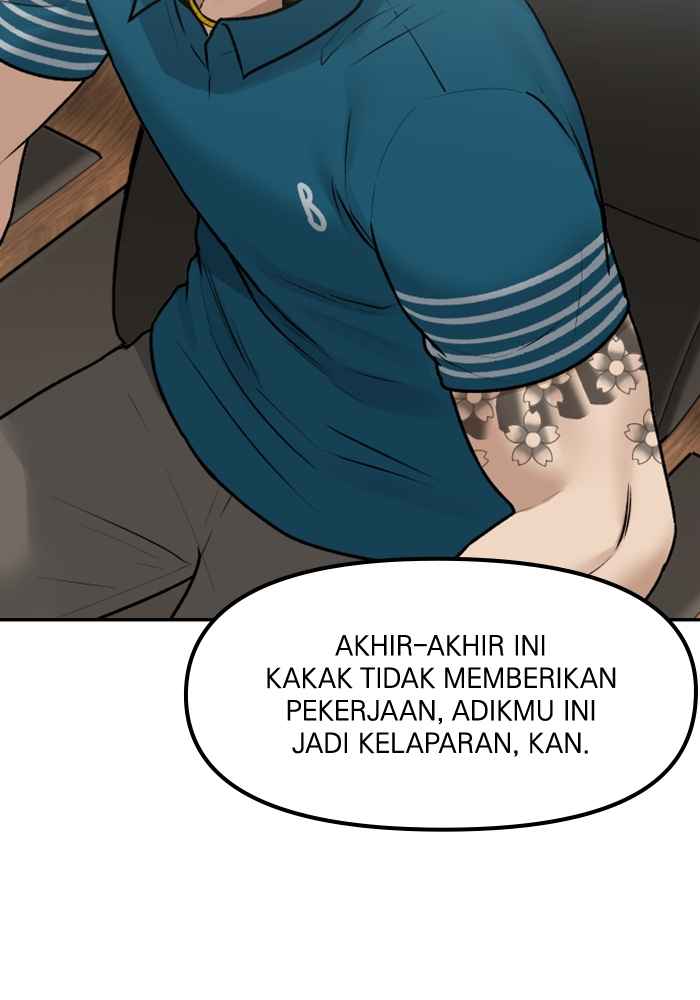 B
AKHIR-AKHIR INI
KAKAK TIDAK MEMBERIKAN
PEKERJAAN, ADIKMU INI
JADI KELAPARAN, KAN.